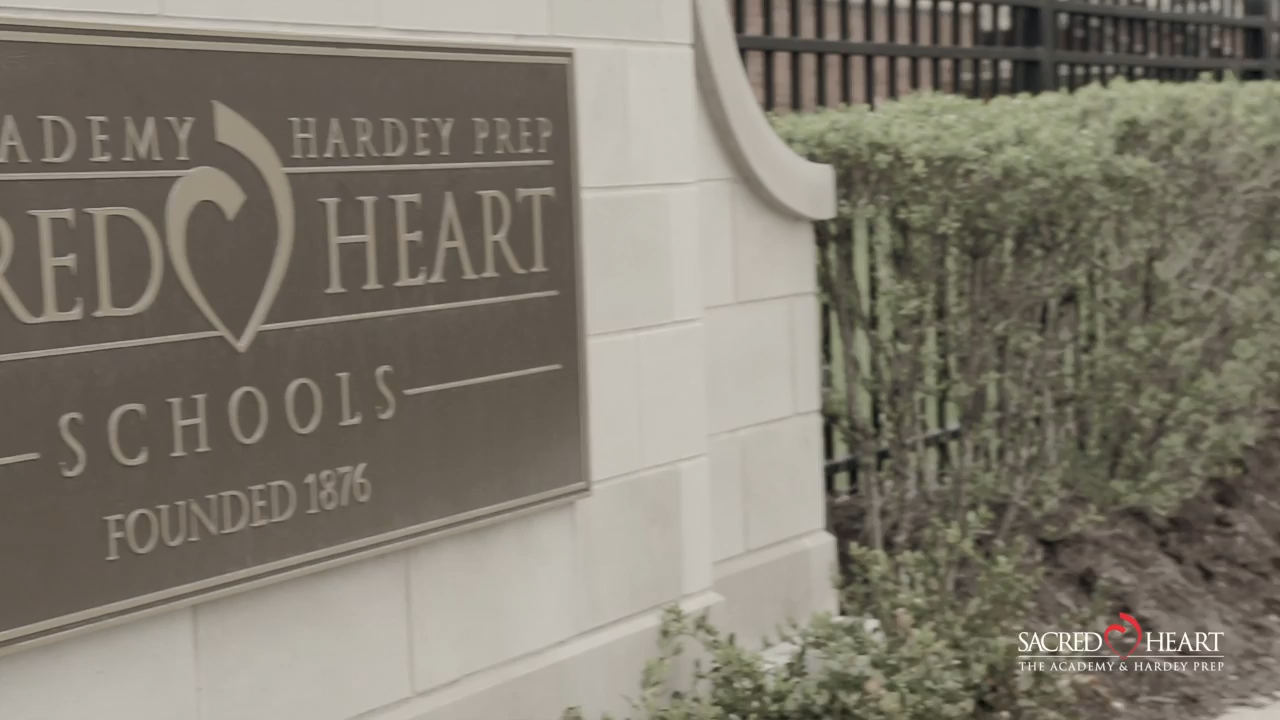 ADEMY HARDEY PREP
RED HEART
SCHOOLS
FOUNDED 1876
SACRED HEART
THE ACADEMY & HARDEY PREP